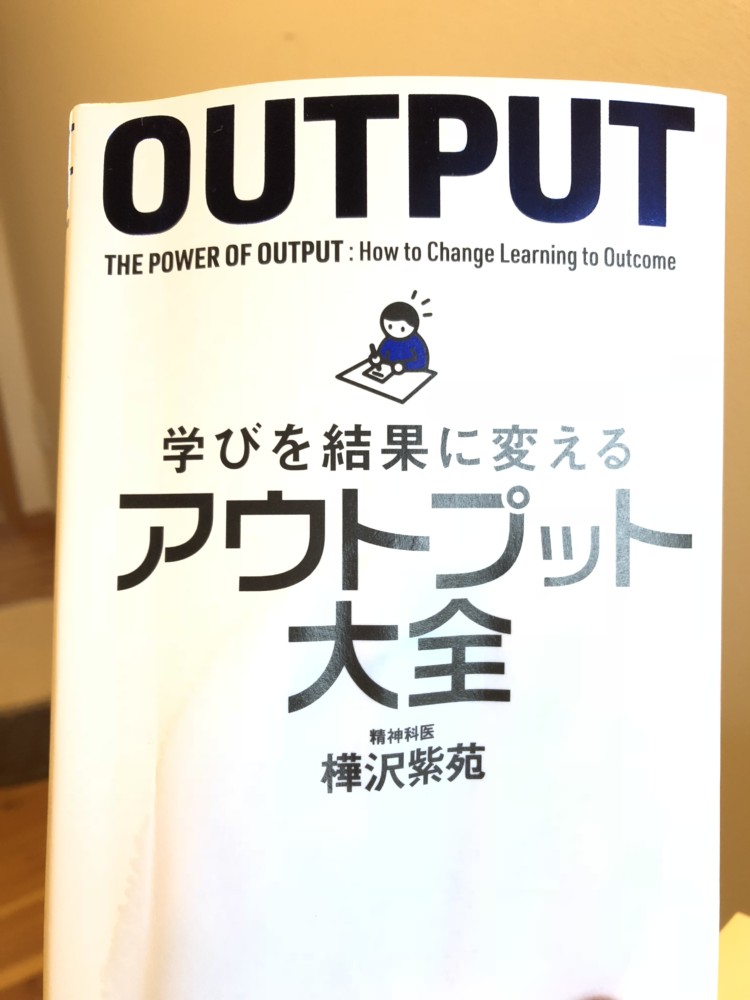 OUTPUT
THE POWER OF OUTPUT : How to Change Learning to Outcome
学びを結果に変える
アウトプット
大全
精神科医
樺沢紫苑